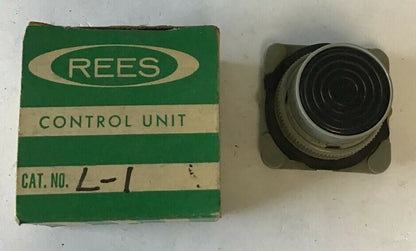 REES
CONTROL UNIT
CAT. NO. L-1